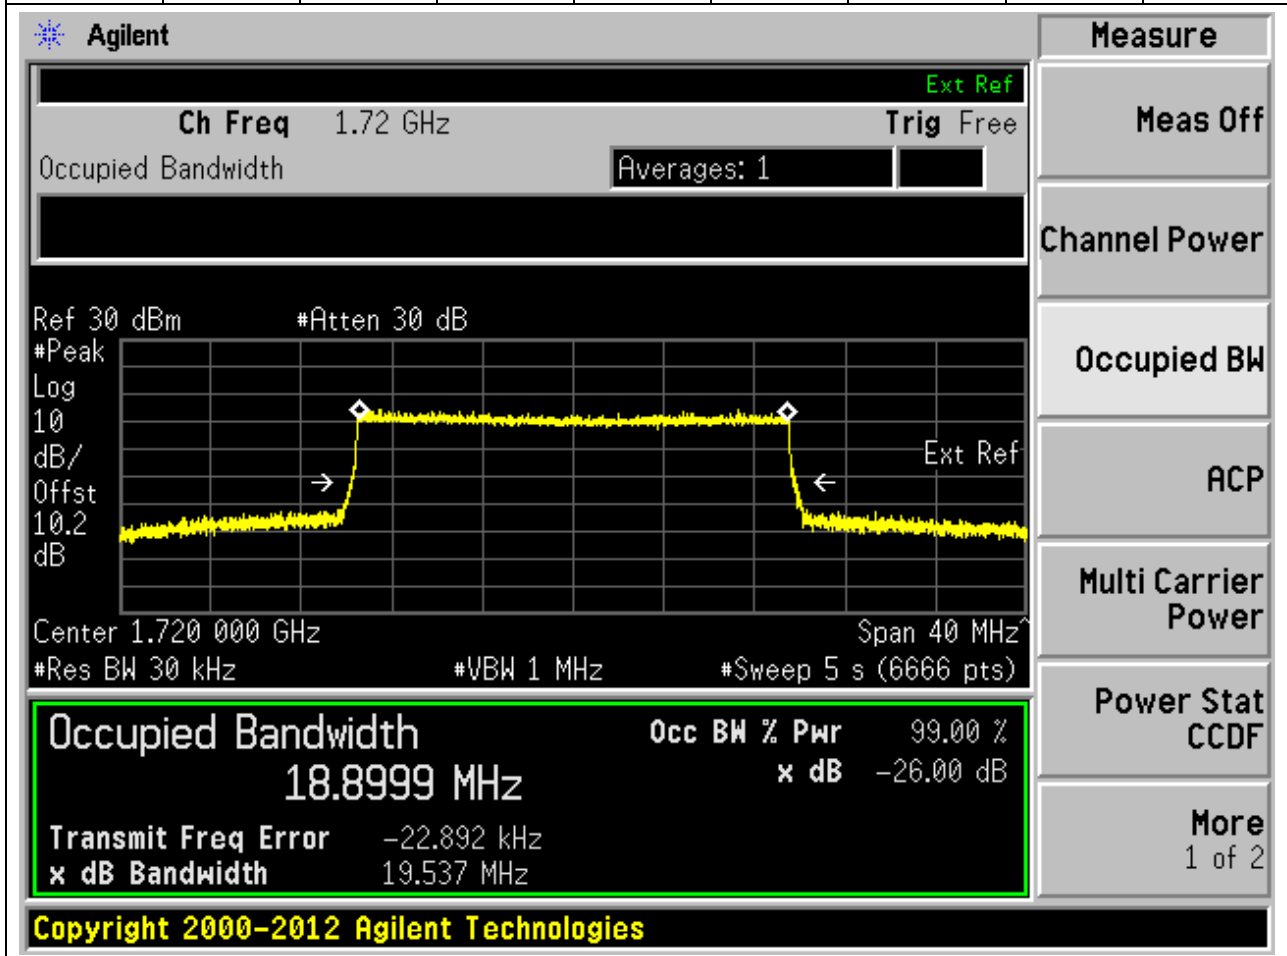 Agilent
Measure
Ext Ref
Ch Freq 1.72 GHz Trig Free
Meas Off
Occupied Bandwidth Averages: 1
Channel Power
Ref 30 dBm #Atten 30 dB
#Peak
Log
10
dB/
Offst
10.2
dB
Ext Ref
Occupied BW
ACP
Center 1.720 000 GHz Span 40 MHz^
#Res BW 30 kHz #VBW 1 MHz #Sweep 5 s (6666 pts)
Multi Carrier
Power
Occupied Bandwidth Occ BW % Pwr 99.00 %
18.8999 MHz x dB -26.00 dB
Transmit Freq Error -22.892 kHz
x dB Bandwidth 19.537 MHz
Power Stat
CCDF
More
1 of 2
Copyright 2000-2012 Agilent Technologies